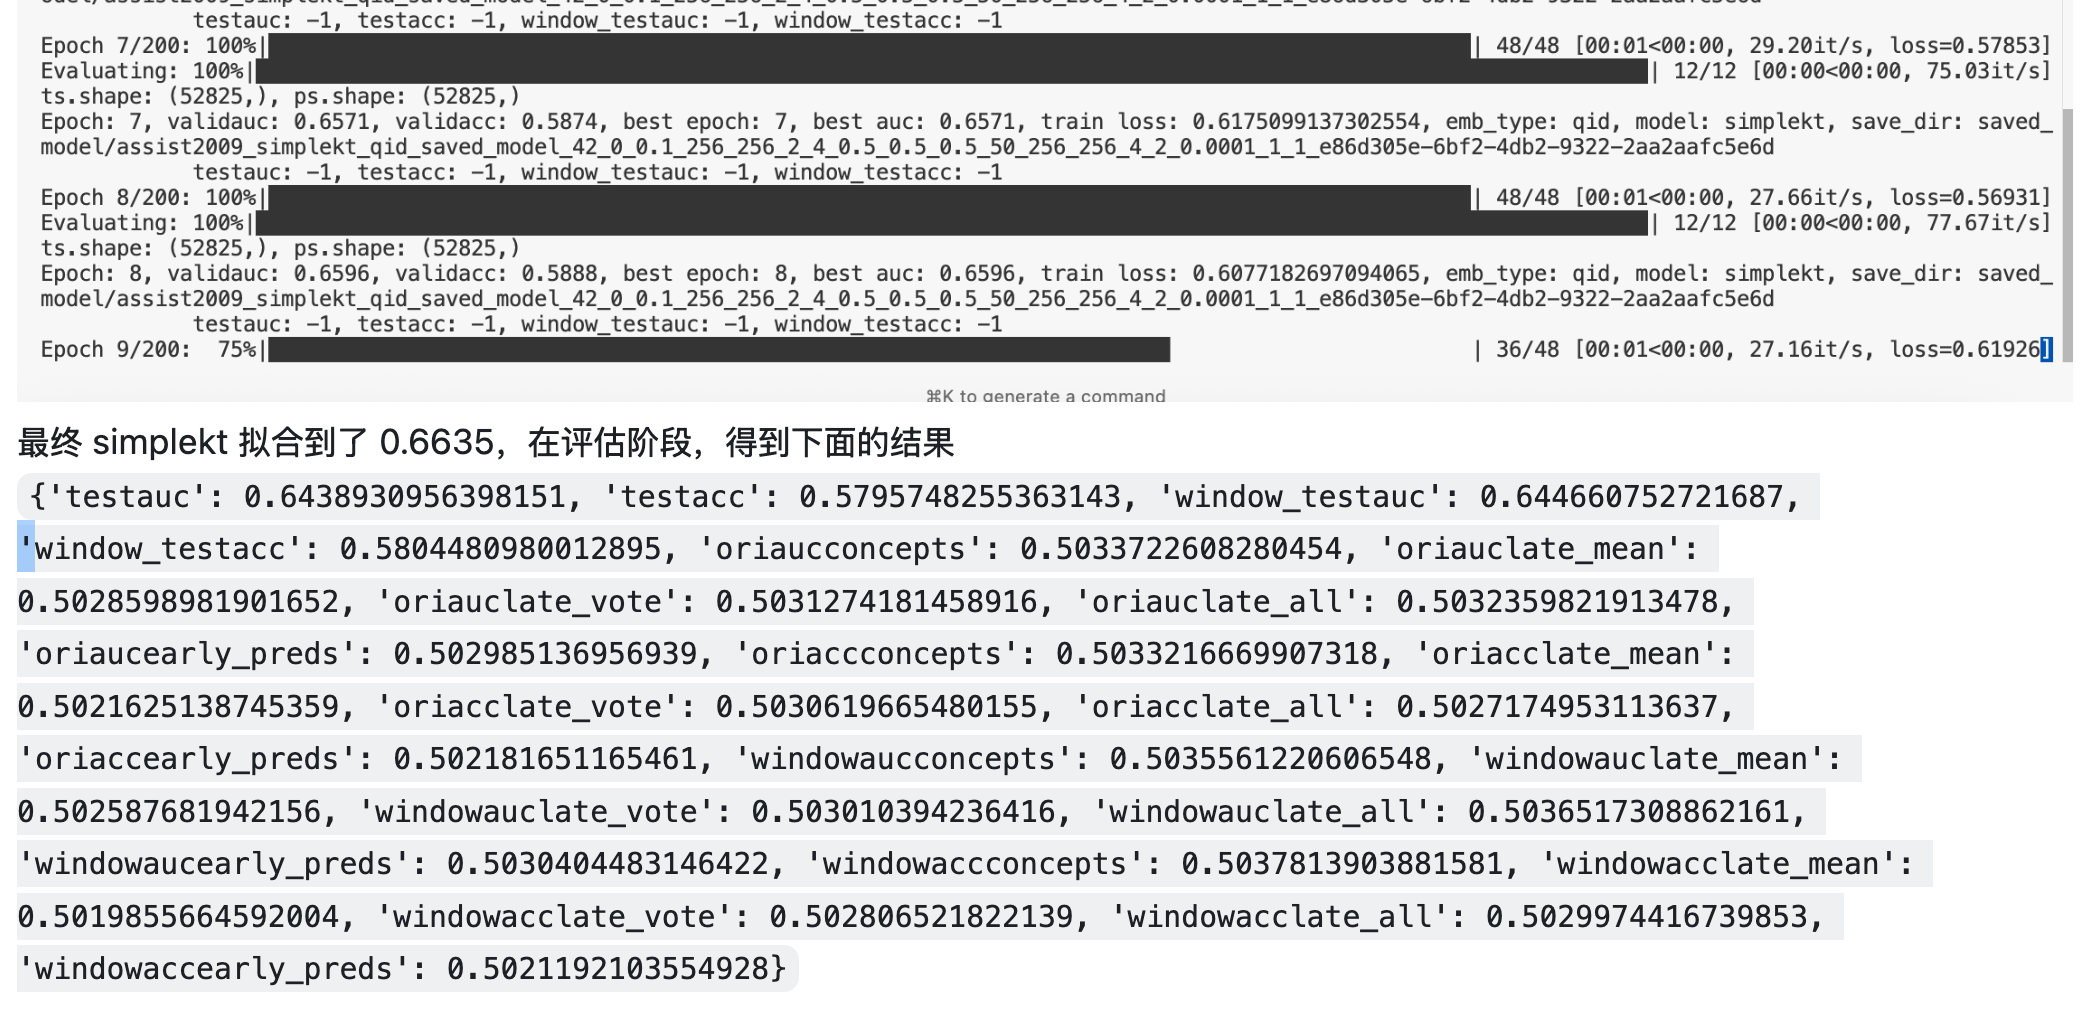 testauc: -1, testacc: -1, window_testauc: -1, window_testacc: -1
Epoch 7/200: 100%| | 48/48 [00:01<00:00, 29.20it/s, loss=0.57853]
Evaluating: 100%| | 12/12 [00:00<00:00, 75.03it/s]
ts.shape: (52825,), ps.shape: (52825,)
Epoch: 7, validauc: 0.6571, validacc: 0.5874, best epoch: 7, best auc: 0.6571, train loss: 0.6175099137302554, emb_type: qid, model: simplekt, save_dir: saved_
model/assist2009_simplekt_qid_saved_model_42_0_0.1_256_256_2_4_0.5_0.5_0.5_50_256_256_4_2_0.0001_1_1_e86d305e-6bf2-4db2-9322-2aa2aafc5e6d
testauc: -1, testacc: -1, window_testauc: -1, window_testacc: -1
Epoch 8/200: 100%| | 48/48 [00:01<00:00, 27.66it/s, loss=0.56931]
Evaluating: 100%| | 12/12 [00:00<00:00, 77.67it/s]
ts.shape: (52825,), ps.shape: (52825,)
Epoch: 8, validauc: 0.6596, validacc: 0.5888, best epoch: 8, best auc: 0.6596, train loss: 0.6077182697094065, emb_type: qid, model: simplekt, save_dir: saved_
model/assist2009_simplekt_qid_saved_model_42_0_0.1_256_256_2_4_0.5_0.5_0.5_50_256_256_4_2_0.0001_1_1_e86d305e-6bf2-4db2-9322-2aa2aafc5e6d
testauc: -1, testacc: -1, window_testauc: -1, window_testacc: -1
Epoch 9/200: 75%| | 36/48 [00:01<00:00, 27.16it/s, loss=0.61926]
⌘K to generate a command
最终 simplekt 拟合到了 0.6635，在评估阶段，得到下面的结果
{'testauc': 0.6438930956398151, 'testacc': 0.5795748255363143, 'window_testauc': 0.644660752721687,
'window_testacc': 0.5804480980012895, 'oriaucconcepts': 0.5033722608280454, 'oriauclate_mean':
0.5028598981901652, 'oriauclate_vote': 0.5031274181458916, 'oriauclate_all': 0.5032359821913478,
'oriaucearly_preds': 0.502985136956939, 'oriaccconcepts': 0.5033216669907318, 'oriacclate_mean':
0.5021625138745359, 'oriacclate_vote': 0.5030619665480155, 'oriacclate_all': 0.5027174953113637,
'oriaccearly_preds': 0.502181651165461, 'windowaucconcepts': 0.5035561220606548, 'windowauclate_mean':
0.502587681942156, 'windowauclate_vote': 0.503010394236416, 'windowauclate_all': 0.5036517308862161,
'windowaucearly_preds': 0.5030404483146422, 'windowaccconcepts': 0.5037813903881581, 'windowacclate_mean':
0.5019855664592004, 'windowacclate_vote': 0.502806521822139, 'windowacclate_all': 0.5029974416739853,
'windowaccearly_preds': 0.5021192103554928}